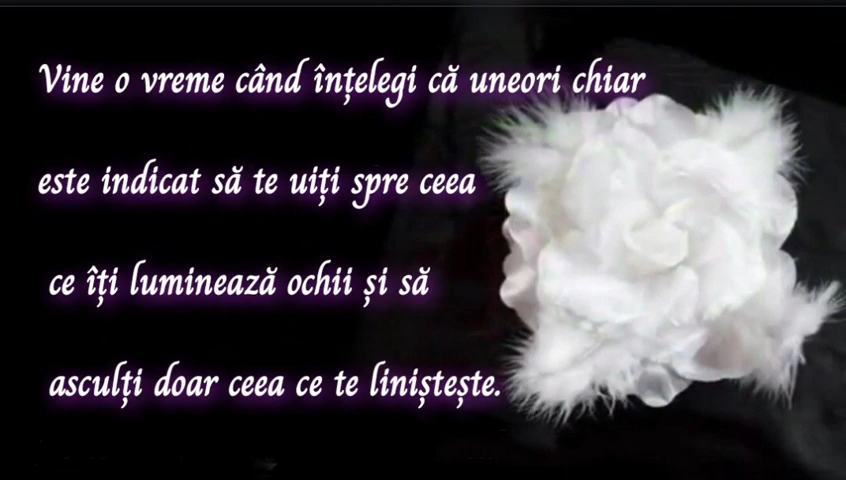 Vine o vreme când înțelegi că uneori chiar
este indicat să te uiți spre ceea
ce îți luminează ochii și să
asculți doar ceea ce te liniștește.